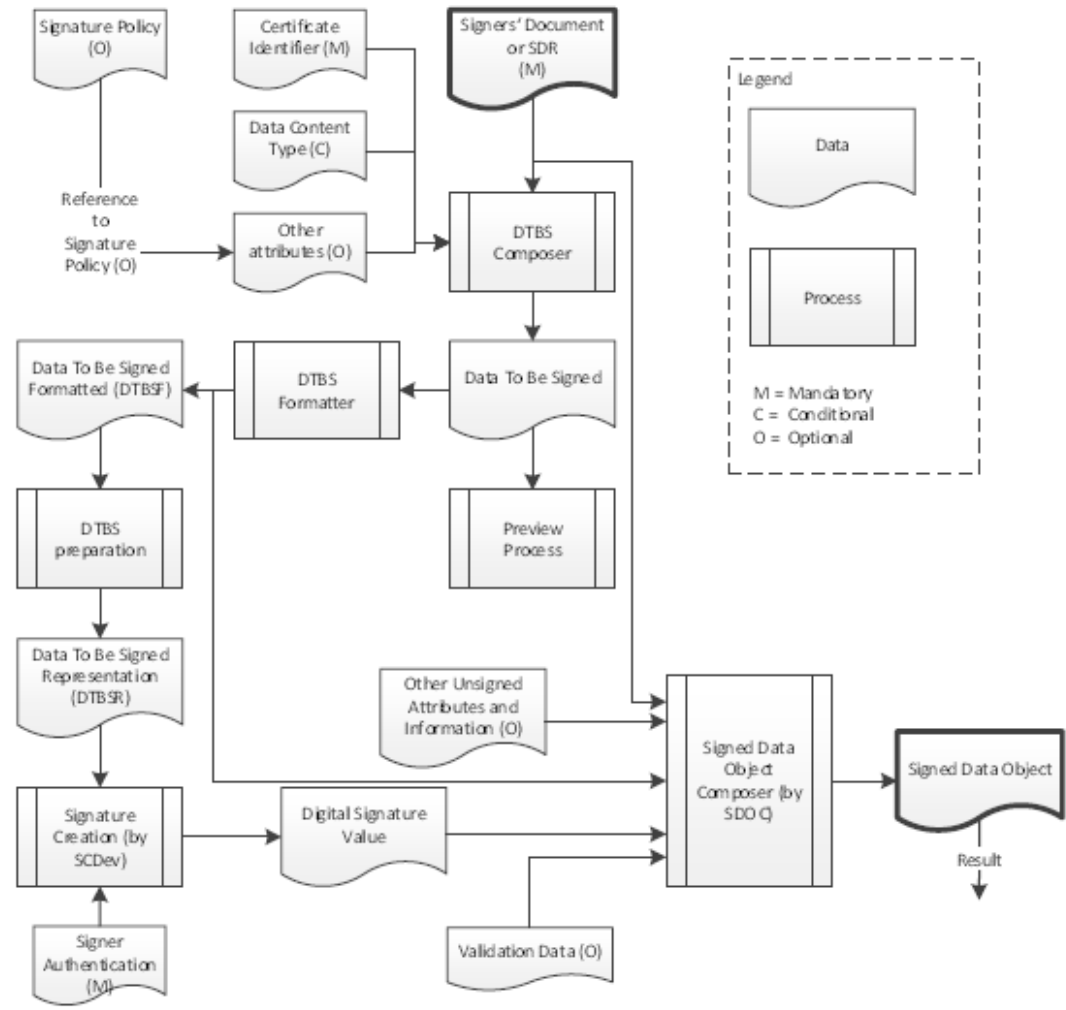 Signature Policy
(O)
Certificate
Identifier (M)
Signers' Document
or SDR
(M)
Legend
Data
Data Content
Type (C)
Reference
to
Signature
Policy (O)
Other
attributes (O)
DTBS
Composer
Process
Data To Be Signed
Formatted (DTBSF)
DTBS
Formatter
Data To Be Signed
M = Mandatory
C = Conditional
O = Optional
DTBS
preparation
Preview
Process
Data To Be Signed
Representation
(DTBSR)
Other Unsigned
Attributes and
Information (O)
Signed Data
Object
Composer (by
SDOC)
Signed Data Object
Signature
Creation (by
SCDev)
Digital Signature
Value
Result
Signer
Authentication
(M)
Validation Data (O)